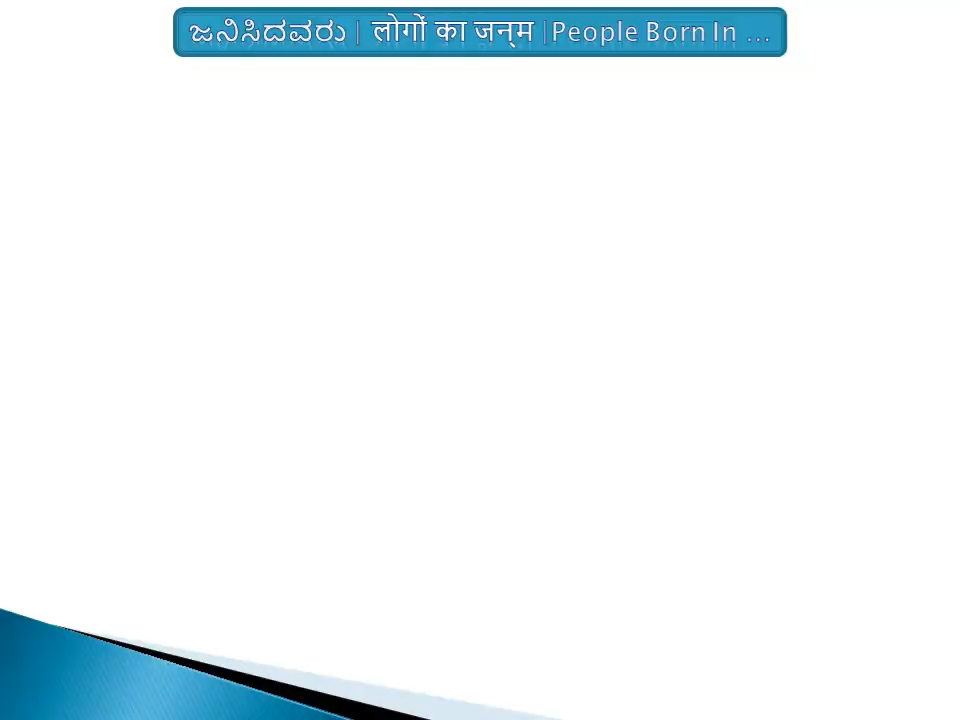 ಜನಿಸಿದವರು | लोगों का जन्म |People Born In ...